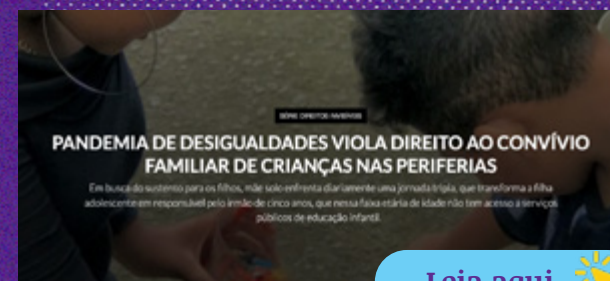 SÉRIE DIREITOS INFÂNCIAS
PANDEMIA DE DESIGUALDADES VIOLA DIREITO AO CONVÍVIO
FAMILIAR DE CRIANÇAS NAS PERIFERIAS
Em busca do sustento para os filhos, mãe solo enfrenta diariamente uma jornada tripla, que transforma a filha
adolescente em responsável pelo irmão de cinco anos, que nessa faixa etária de idade não tem acesso a serviços
públicos de educação infantil.
Leia aqui